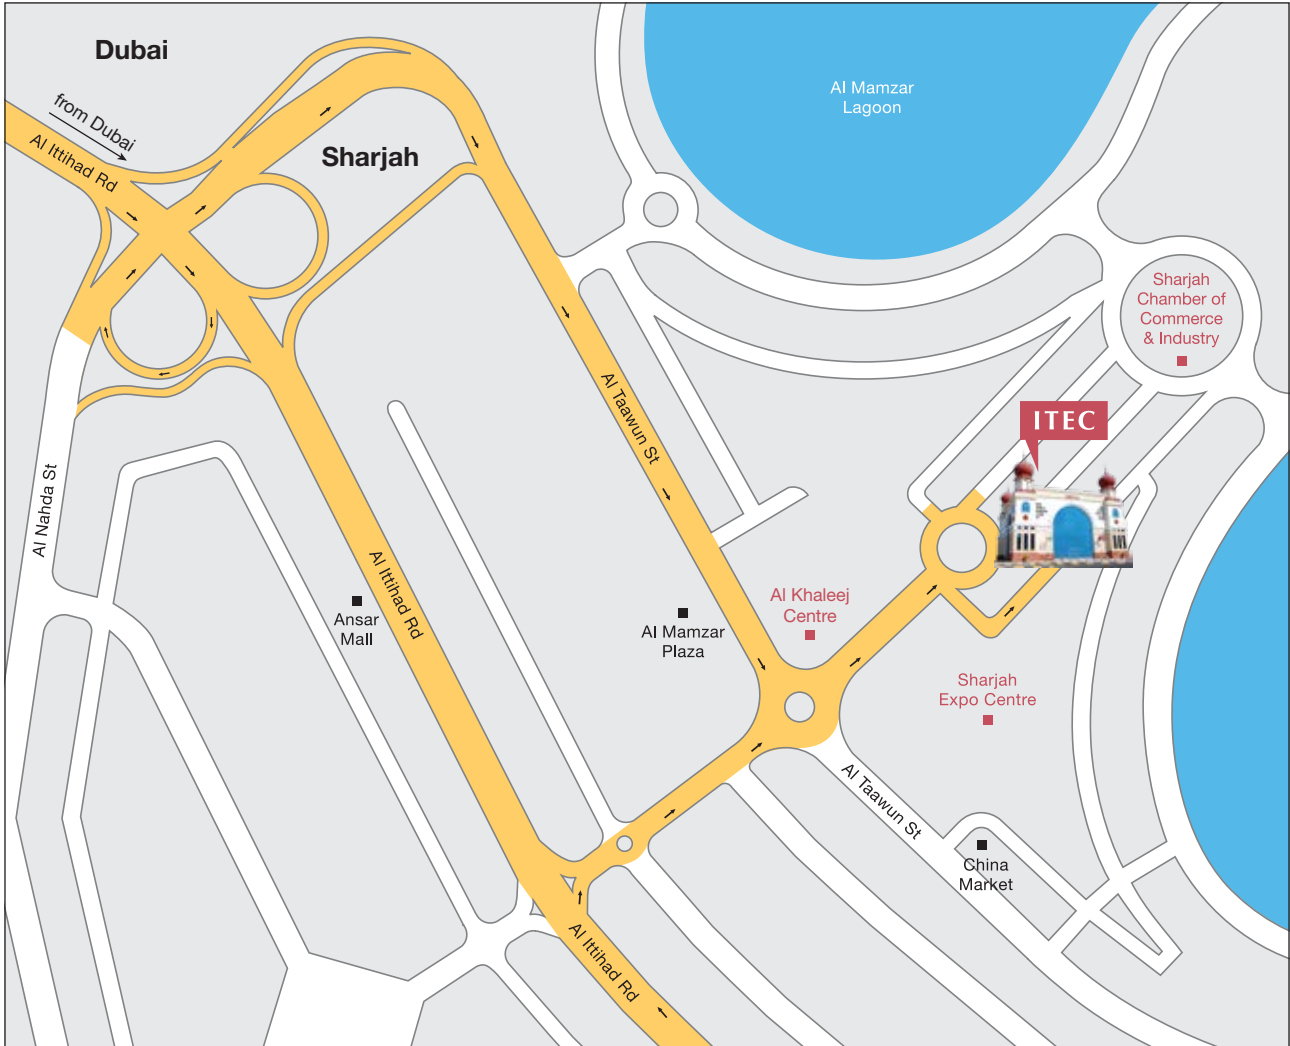 Dubai
from Dubai
Al Ittihad Rd
Sharjah
Al Mamzar
Lagoon
Sharjah
Chamber of
Commerce
& Industry
Al Taawun St
ITEC
Al Nahda St
Al Ittihad Rd
Ansar
Mall
Al Mamzar
Plaza
Al Khaleej
Centre
Sharjah
Expo Centre
Al Taawun St
China
Market
Al Ittihad Rd